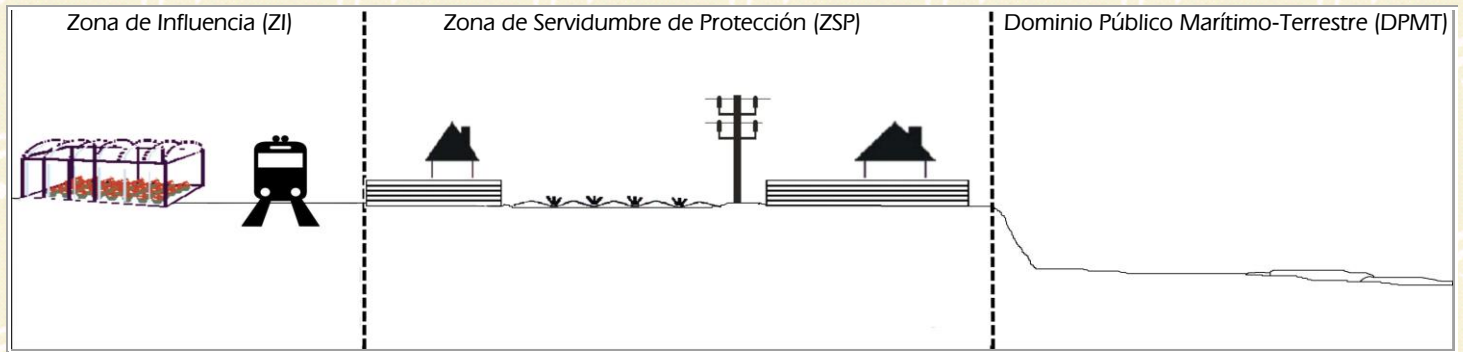 Zona de Influencia (ZI)
Zona de Servidumbre de Protección (ZSP)
Dominio Público Marítimo-Terrestre (DPMT)